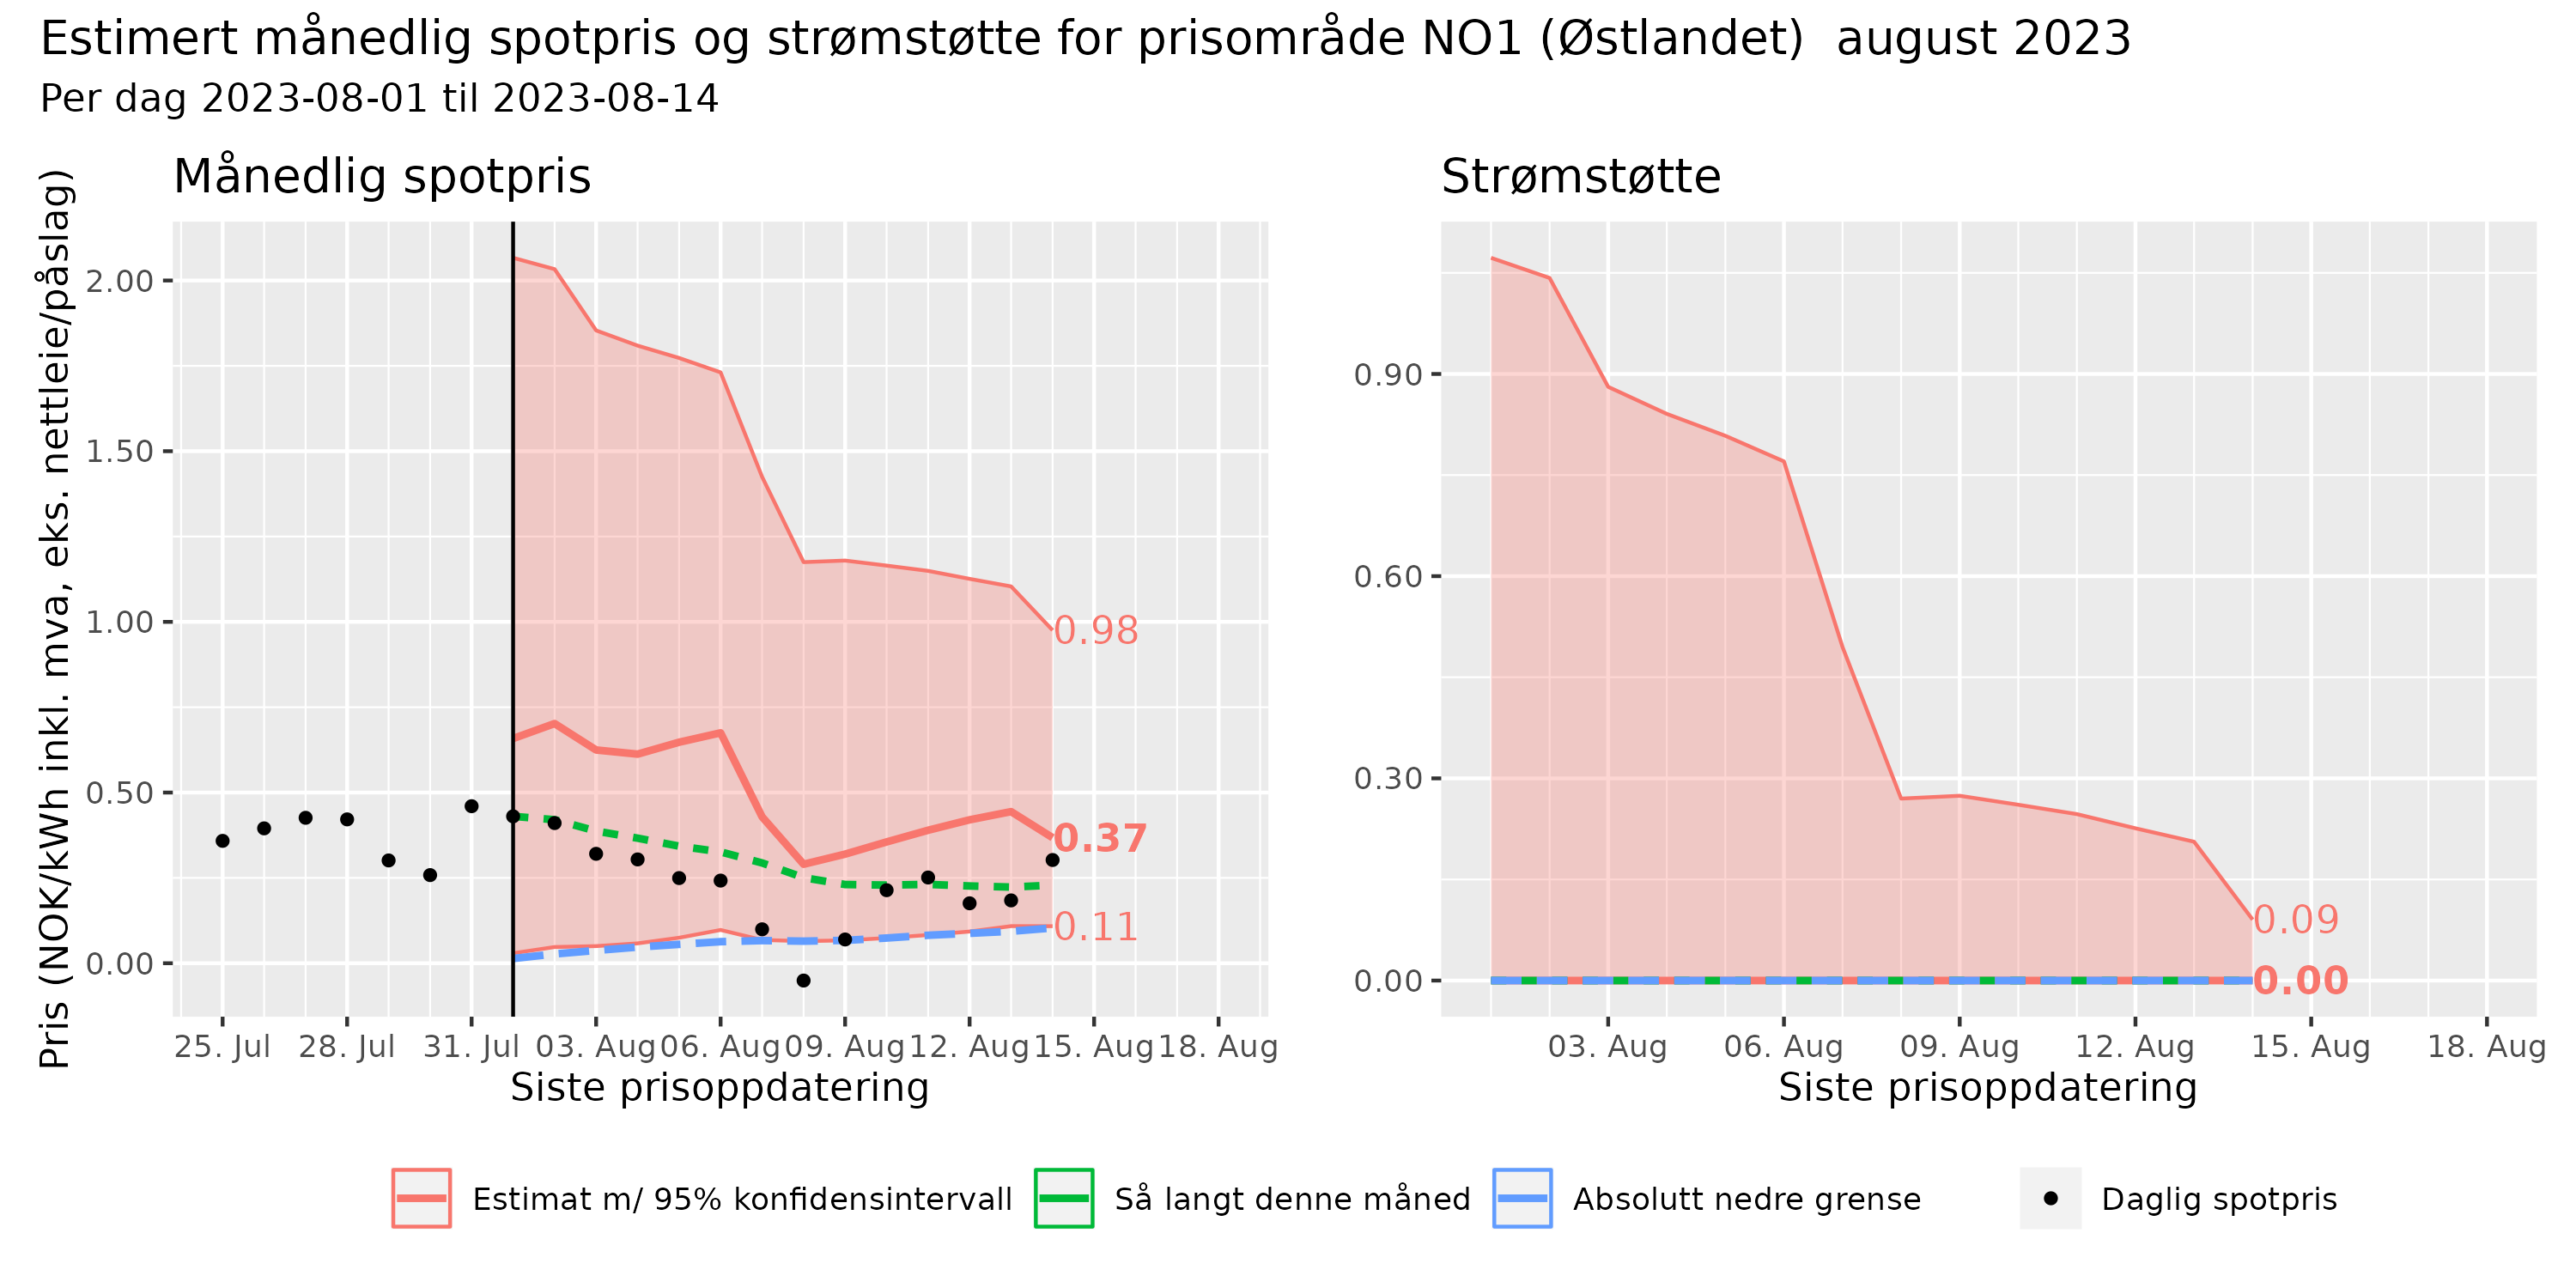 Estimert månedlig spotpris og strømstøtte for prisområde NO1 (Østlandet)  august 2023
Per dag 2023-08-01 til 2023-08-14
Månedlig spotpris
Pris (NOK/kWh inkl. mva, eks. nettleie/påslag)
2.00
1.50
1.00
0.50
0.00
0.98
0.37
0.11
25. Jul 28. Jul 31. Jul 03. Aug 06. Aug 09. Aug 12. Aug 15. Aug 18. Aug
Siste prisoppdatering
Strømstøtte
0.90
0.60
0.30
0.00
0.09
0.00
03. Aug 06. Aug 09. Aug 12. Aug 15. Aug 18. Aug
Siste prisoppdatering
Estimat m/ 95% konfidensintervall Så langt denne måned Absolutt nedre grense Daglig spotpris